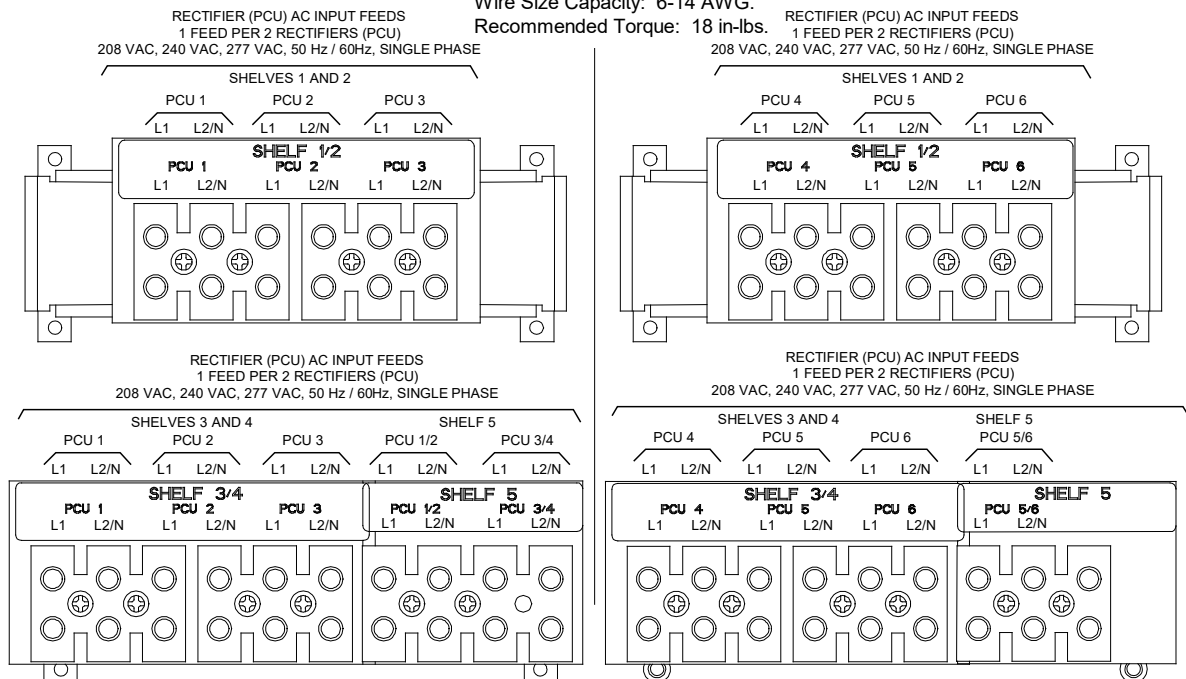 Wire Size Capacity: 6-14 AWG.
Recommended Torque: 18 in-lbs.
RECTIFIER (PCU) AC INPUT FEEDS
1 FEED PER 2 RECTIFIERS (PCU)
208 VAC, 240 VAC, 277 VAC, 50 Hz / 60Hz, SINGLE PHASE
SHELVES 1 AND 2
PCU 1 PCU 2 PCU 3
L1 L2/N L1 L2/N L1 L2/N
SHELF 1/2
PCU 1 PCU 2 PCU 3
L1 L2/N L1 L2/N L1 L2/N
RECTIFIER (PCU) AC INPUT FEEDS
1 FEED PER 2 RECTIFIERS (PCU)
208 VAC, 240 VAC, 277 VAC, 50 Hz / 60Hz, SINGLE PHASE
SHELVES 1 AND 2
PCU 4 PCU 5 PCU 6
L1 L2/N L1 L2/N L1 L2/N
SHELF 1/2
PCU 4 PCU 5 PCU 6
L1 L2/N L1 L2/N L1 L2/N
RECTIFIER (PCU) AC INPUT FEEDS
1 FEED PER 2 RECTIFIERS (PCU)
208 VAC, 240 VAC, 277 VAC, 50 Hz / 60Hz, SINGLE PHASE
SHELVES 3 AND 4 SHELF 5
PCU 1 PCU 2 PCU 3 PCU 1/2 PCU 3/4
L1 L2/N L1 L2/N L1 L2/N L1 L2/N L1 L2/N
SHELF 3/4 SHELF 5
PCU 1 PCU 2 PCU 3 PCU 1/2 PCU 3/4
L1 L2/N L1 L2/N L1 L2/N L1 L2/N L1 L2/N
RECTIFIER (PCU) AC INPUT FEEDS
1 FEED PER 2 RECTIFIERS (PCU)
208 VAC, 240 VAC, 277 VAC, 50 Hz / 60Hz, SINGLE PHASE
SHELVES 3 AND 4 SHELF 5
PCU 4 PCU 5 PCU 6 PCU 5/6
L1 L2/N L1 L2/N L1 L2/N L1 L2/N
SHELF 3/4 SHELF 5
PCU 4 PCU 5 PCU 6 PCU 5/6
L1 L2/N L1 L2/N L1 L2/N L1 L2/N